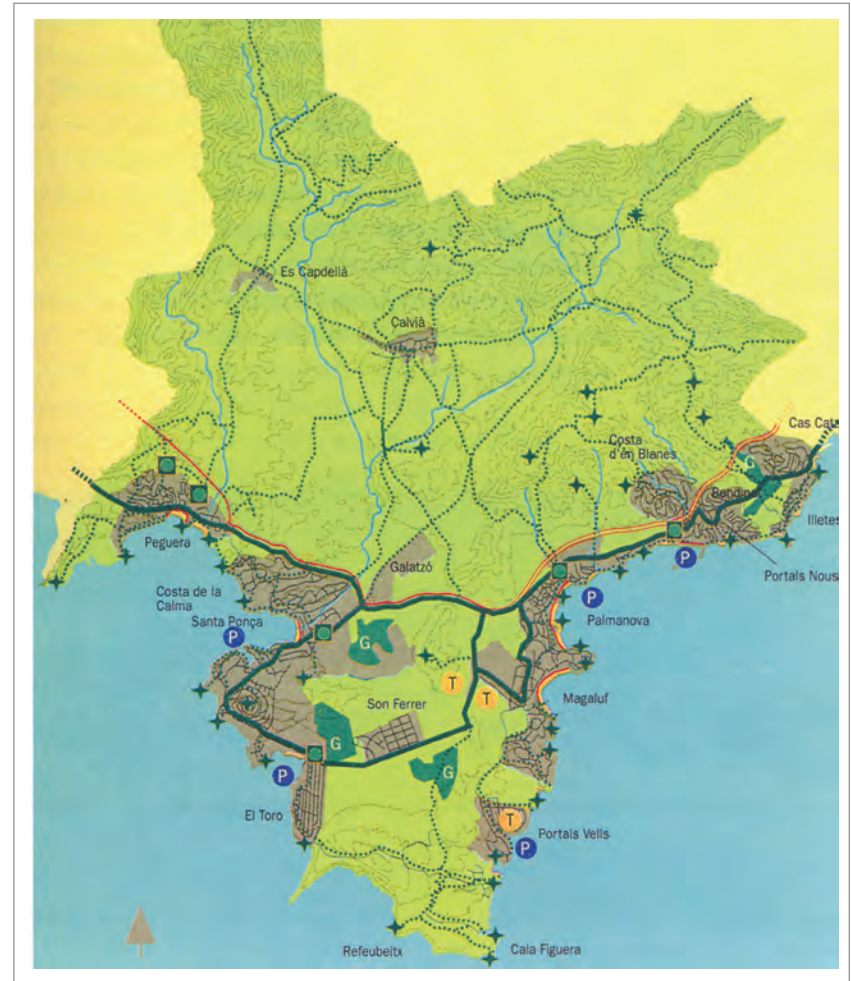 Es Capdellà
Calvià
Cas Cata
Costa
d'en Blanes
G
Bendinat
Illetes
Peguera
Galatzó
P
Portals Nous
Costa de la
Calma
P
Santa Ponça
P
Palmanova
G
T
T
Magaluf
Son Ferrer
G
G
P
El Toro
T
Portals Vells
P
Refeubeitx
Cala Figuera